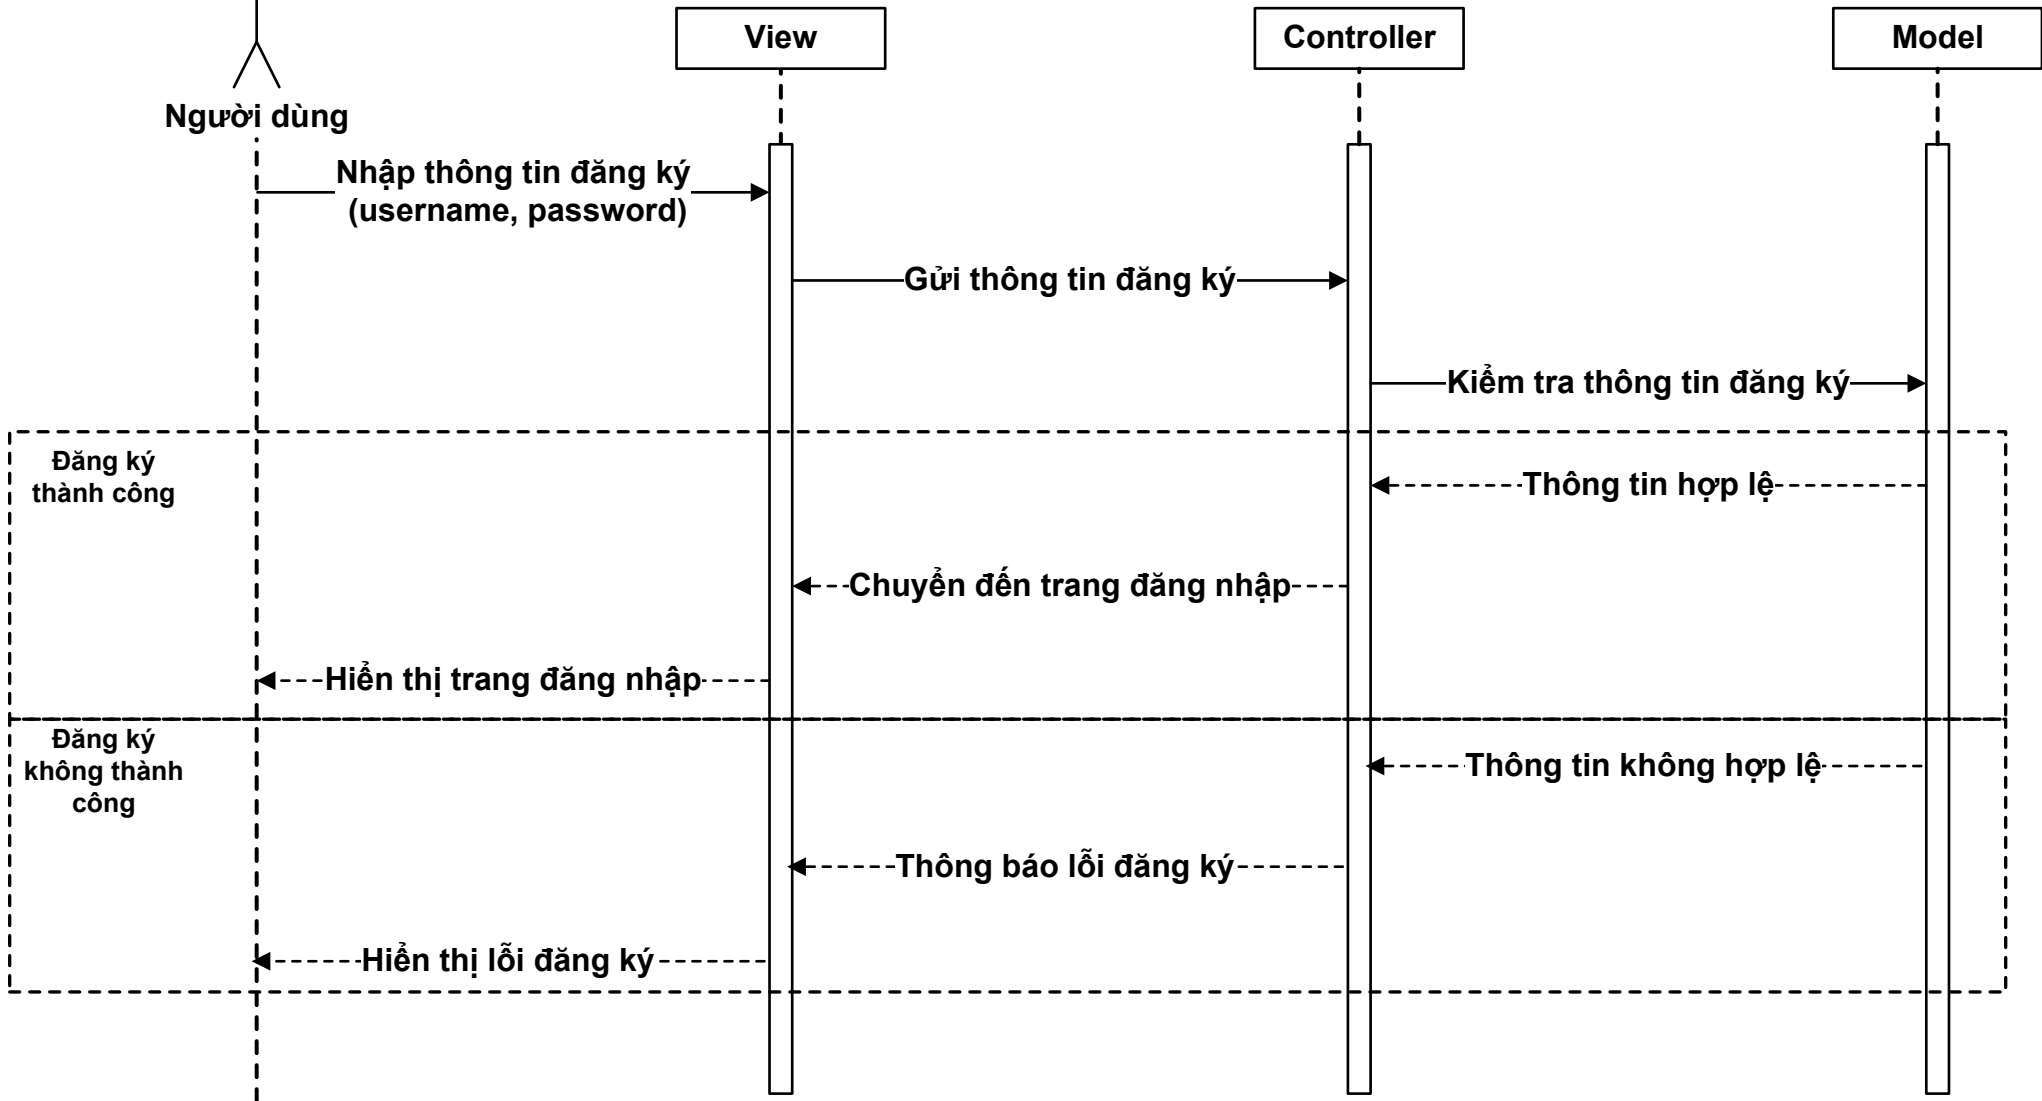 View
Controller
Model
Người dùng
Nhập thông tin đăng ký
(username, password)
Gửi thông tin đăng ký
Kiểm tra thông tin đăng ký
Đăng ký
thành công
Thông tin hợp lệ
Chuyển đến trang đăng nhập
Hiển thị trang đăng nhập
Đăng ký
không thành
công
Thông tin không hợp lệ
Thông báo lỗi đăng ký
Hiển thị lỗi đăng ký